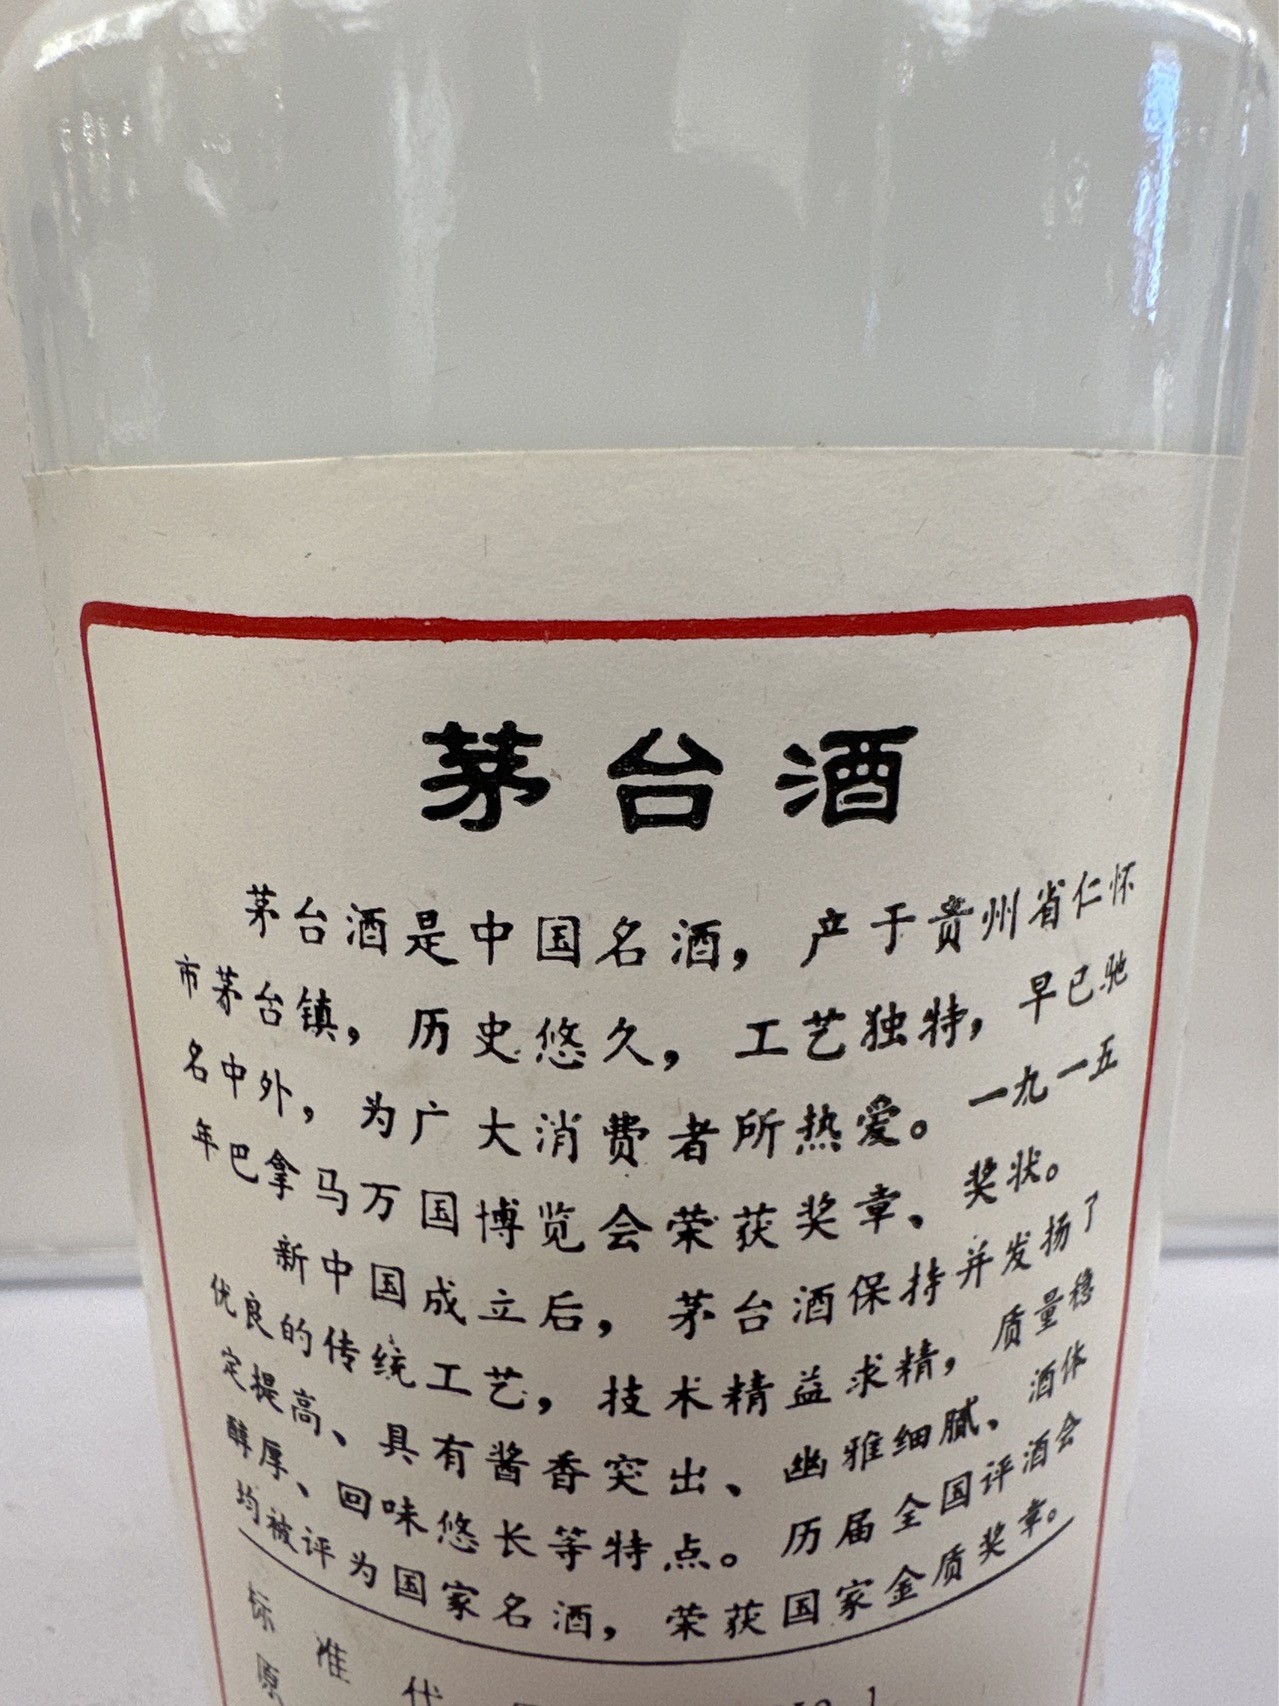 茅台酒
茅台酒是中国名酒，产于贵州省仁怀
市茅台镇，历史悠久，工艺独特，早已驰
名中外，为广大消费者所热爱。一九一五
年巴拿马万国博览会荣获奖章、奖状。
新中国成立后，茅台酒保持并发扬了
优良的传统工艺，技术精益求精，质量稳
定提高、具有酱香突出、幽雅细腻、酒体
醇厚、回味悠长等特点。历届全国评酒会
均被评为国家名酒，荣获国家金质奖章。
标准代
原